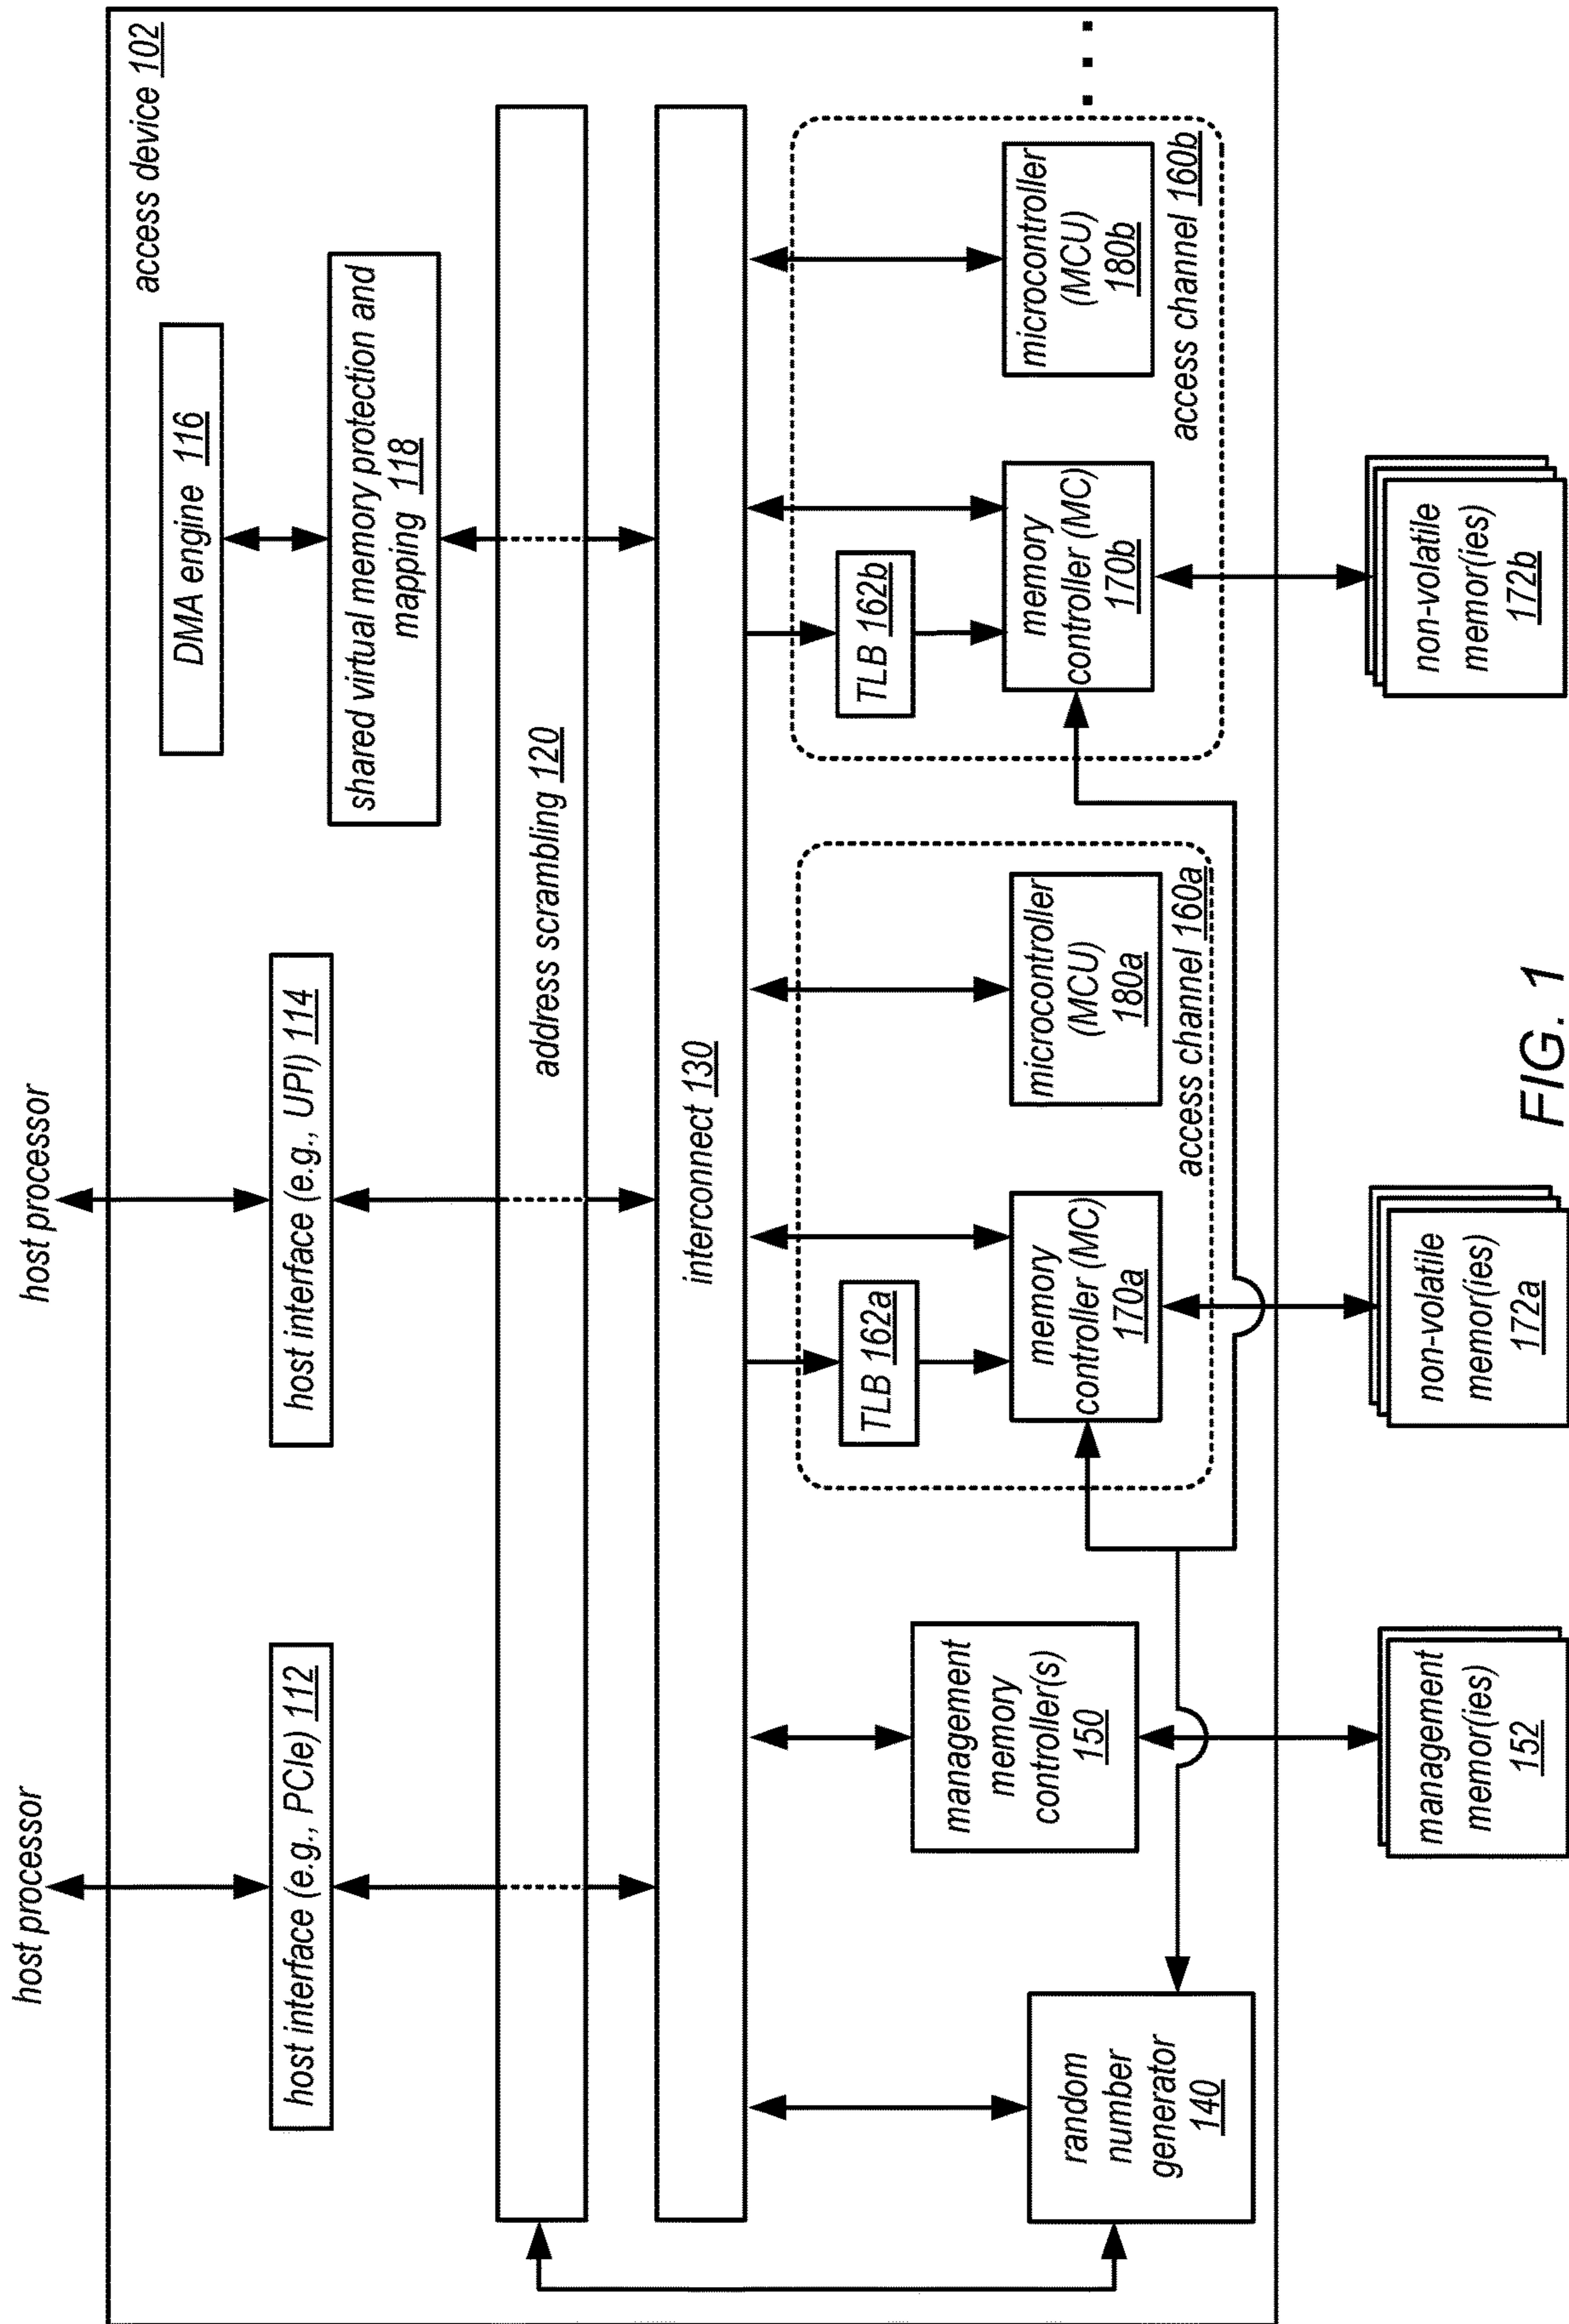 host processor
host processor
access device 102
host interface (e.g., PCIe) 112
host interface (e.g., UPI) 114
DMA engine 116
shared virtual memory protection and
mapping 118
address scrambling 120
interconnect 130
random
number
generator
140
management
memory
controller(s)
150
TLB 162a
memory
controller (MC)
170a
microcontroller
(MCU)
180a
access channel 160a
TLB 162b
memory
controller (MC)
170b
microcontroller
(MCU)
180b
access channel 160b
management
memor(ies)
152
non-volatile
memor(ies)
172a
non-volatile
memor(ies)
172b
FIG. 1